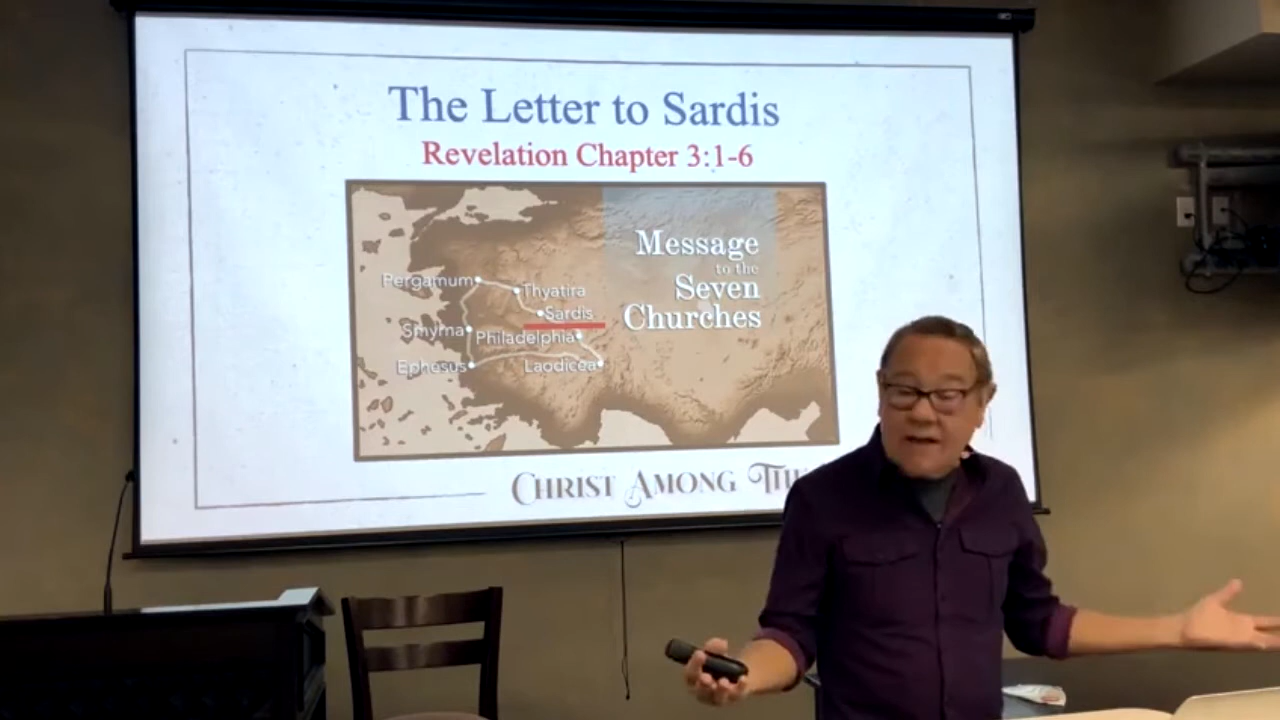 The Letter to Sardis
Revelation Chapter 3:1-6
Message
to the
Seven
Churches
Pergamum
Thyatira
Sardis
Smyrna
Philadelphia
Ephesus
Laodicea
CHRIST AMONG